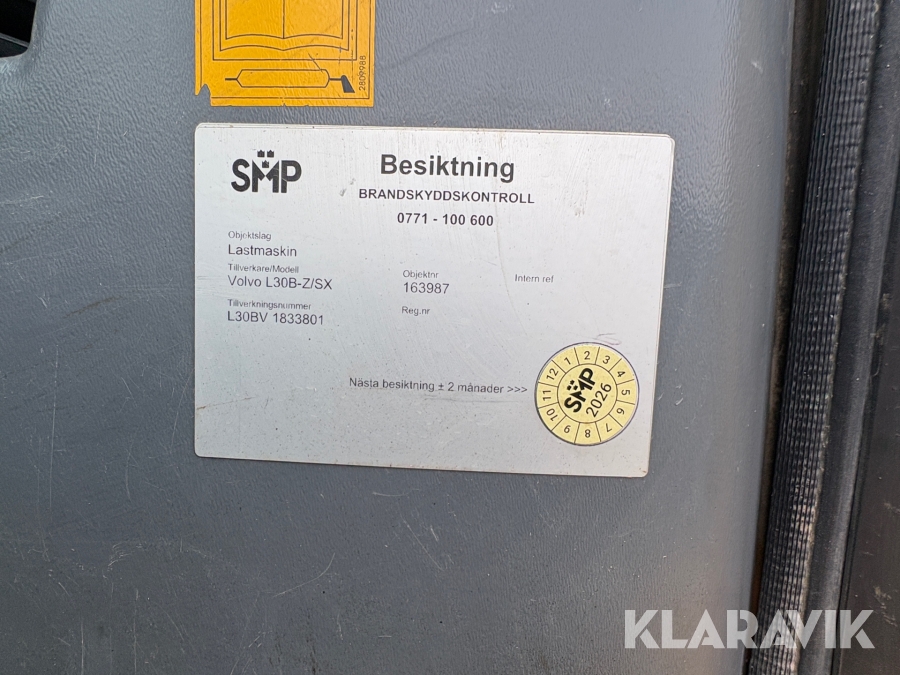 2809988
SMP
Besiktning
BRANDSKYDDSKONTROLL
0771 - 100 600
Objektslag
Lastmaskin
Tillverkare/Modell
Volvo L30B-Z/SX
Objektnr
163987
Intern ref
Tillverkningsnummer
L30BV 1833801
Reg.nr
Nästa besiktning ± 2 månader >>>
1 2 3 4 5 6 7 8 9 10 11 12
SMP
2026
KLARAVIK